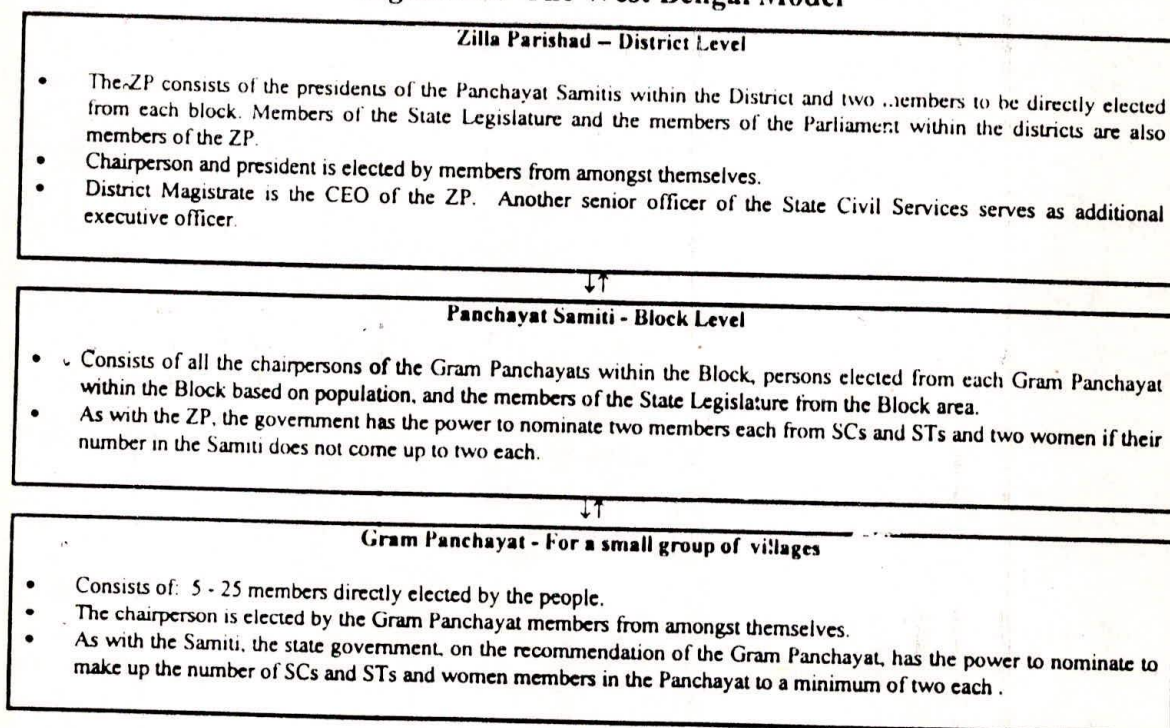 The West Bengal Model
Zilla Parishad – District Level
• The ZP consists of the presidents of the Panchayat Samitis within the District and two members to be directly elected
from each block. Members of the State Legislature and the members of the Parliament within the districts are also
members of the ZP.
• Chairperson and president is elected by members from amongst themselves.
• District Magistrate is the CEO of the ZP. Another senior officer of the State Civil Services serves as additional
executive officer.
↓↑
Panchayat Samiti - Block Level
• Consists of all the chairpersons of the Gram Panchayats within the Block, persons elected from each Gram Panchayat
within the Block based on population, and the members of the State Legislature from the Block area.
• As with the ZP, the government has the power to nominate two members each from SCs and STs and two women if their
number in the Samiti does not come up to two each.
↓↑
Gram Panchayat - For a small group of villages
• Consists of: 5 - 25 members directly elected by the people.
• The chairperson is elected by the Gram Panchayat members from amongst themselves.
• As with the Samiti, the state government, on the recommendation of the Gram Panchayat, has the power to nominate to
make up the number of SCs and STs and women members in the Panchayat to a minimum of two each .